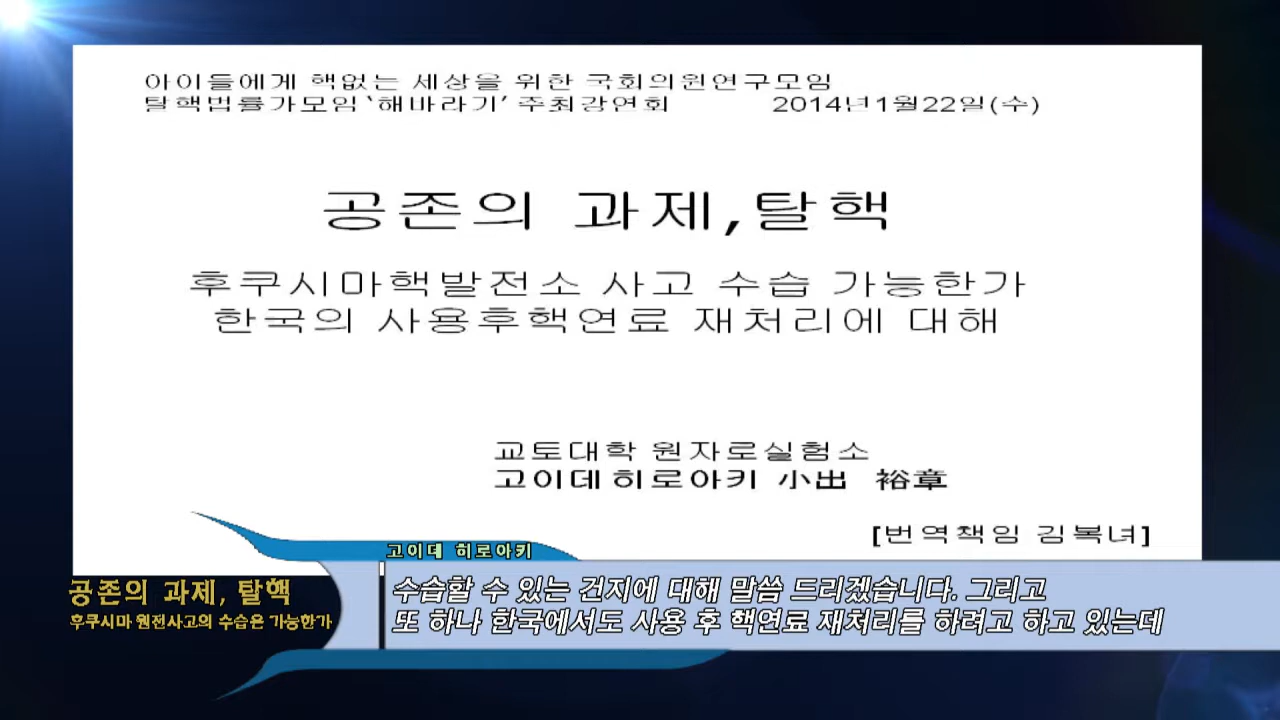 아이들에게 핵없는 세상을 위한 국회의원연구모임
탈핵법률가모임 '해바라기' 주최강연회 2014년1월22일(수)
공존의 과제,탈핵
후쿠시마핵발전소 사고 수습 가능한가
한국의 사용후핵연료 재처리에 대해
교토대학 원자로실험소
고이데히로아키 小出 裕章
[번역책임 김복녀]
고이데 히로아키
공존의 과제, 탈핵
후쿠시마 원전사고의 수습은 가능한가
수습할 수 있는 건지에 대해 말씀 드리겠습니다. 그리고
또 하나 한국에서도 사용 후 핵연료 재처리를 하려고 하고 있는데